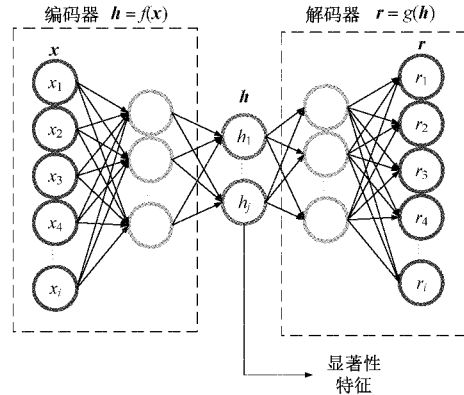 编码器 h=f(x)
解码器 r=g(h)
x
r
h
x1
x2
x3
x4
xi
h1
hj
r1
r2
r3
r4
ri
显著性
特征